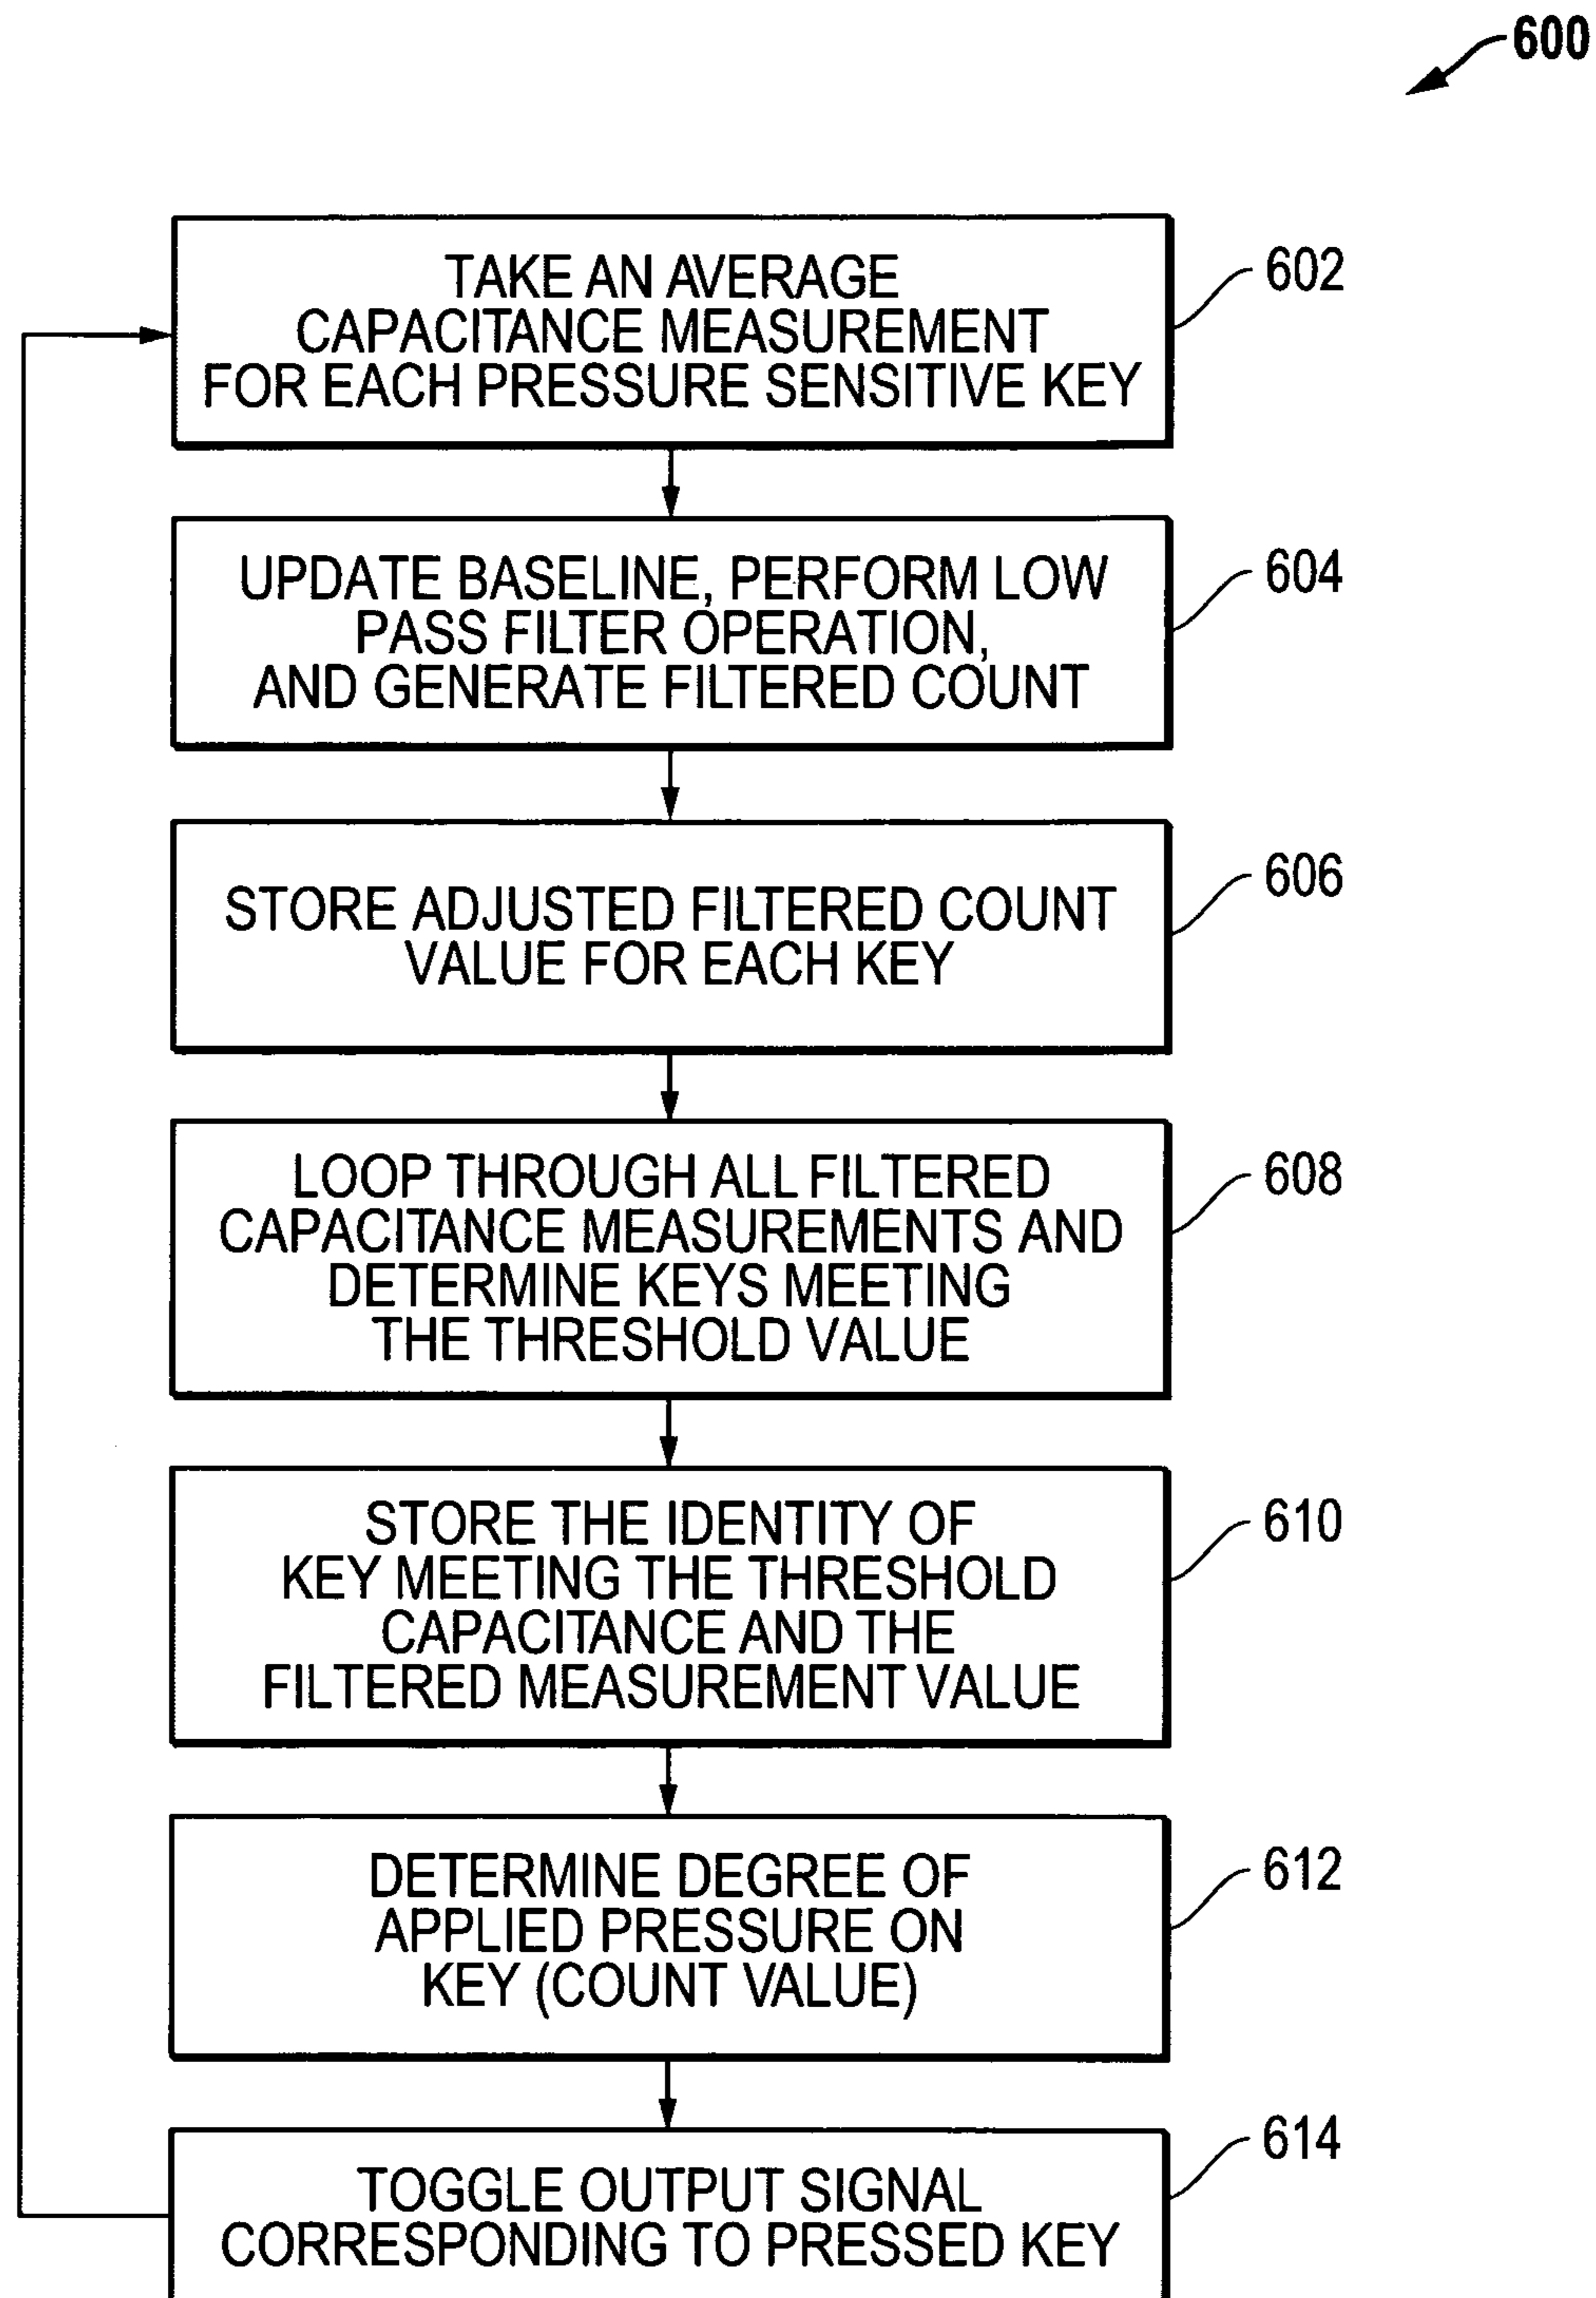 600
TAKE AN AVERAGE
CAPACITANCE MEASUREMENT
FOR EACH PRESSURE SENSITIVE KEY
602
UPDATE BASELINE, PERFORM LOW
PASS FILTER OPERATION,
AND GENERATE FILTERED COUNT
604
STORE ADJUSTED FILTERED COUNT
VALUE FOR EACH KEY
606
LOOP THROUGH ALL FILTERED
CAPACITANCE MEASUREMENTS AND
DETERMINE KEYS MEETING
THE THRESHOLD VALUE
608
STORE THE IDENTITY OF
KEY MEETING THE THRESHOLD
CAPACITANCE AND THE
FILTERED MEASUREMENT VALUE
610
DETERMINE DEGREE OF
APPLIED PRESSURE ON
KEY (COUNT VALUE)
612
TOGGLE OUTPUT SIGNAL
CORRESPONDING TO PRESSED KEY
614